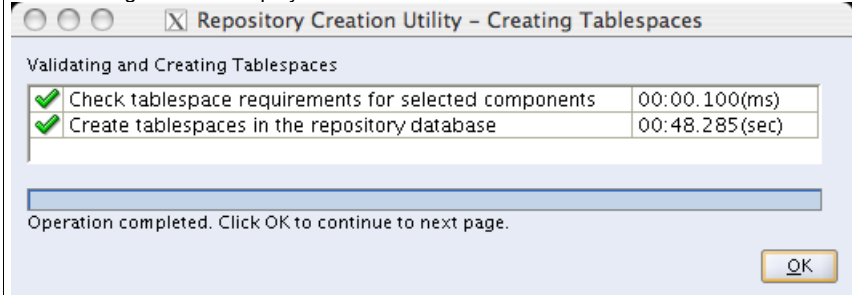 Repository Creation Utility – Creating Tablespaces
Validating and Creating Tablespaces
Check tablespace requirements for selected components 00:00.100(ms)
Create tablespaces in the repository database 00:48.285(sec)
Operation completed. Click OK to continue to next page.
OK